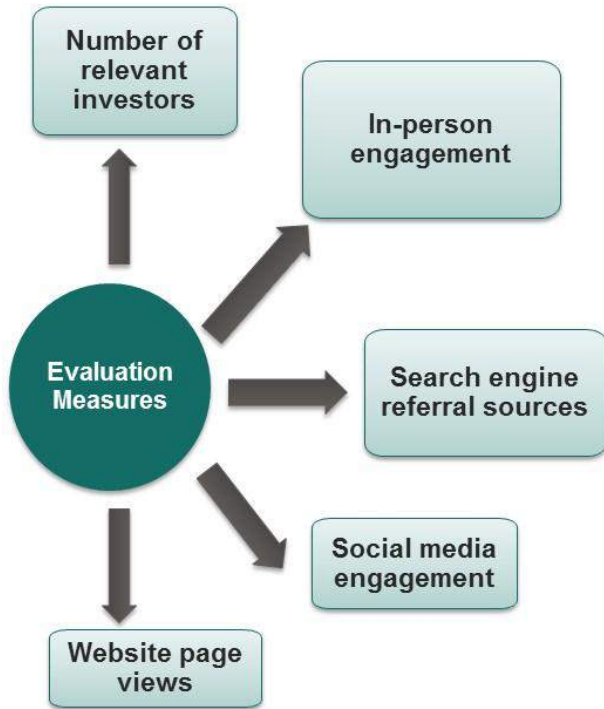 Number of
relevant
investors
In-person
engagement
Evaluation
Measures
Search engine
referral sources
Social media
engagement
Website page
views